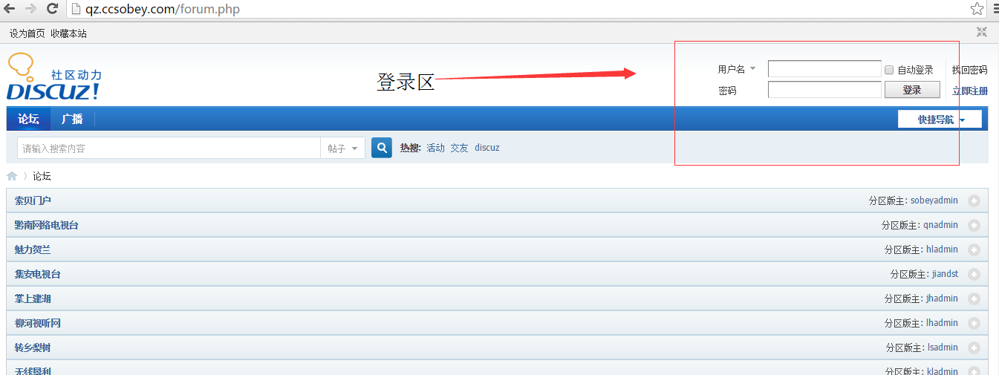 qz.ccsobey.com/forum.php
设为首页 收藏本站
社区动力
DISCUZ!
登录区
用户名 自动登录 找回密码
密码 登录 立即注册
论坛 广播 快捷导航
请输入搜索内容 帖子 热搜: 活动 交友 discuz
论坛
索贝门户 分区版主: sobeyadmin
黔南网络电视台 分区版主: qnadmin
魅力贺兰 分区版主: hladmin
集安电视台 分区版主: jiandst
掌上建湖 分区版主: jhadmin
柳河视听网 分区版主: lhadmin
转乡梨树 分区版主: lsadmin
无线垦利 分区版主: kladmin